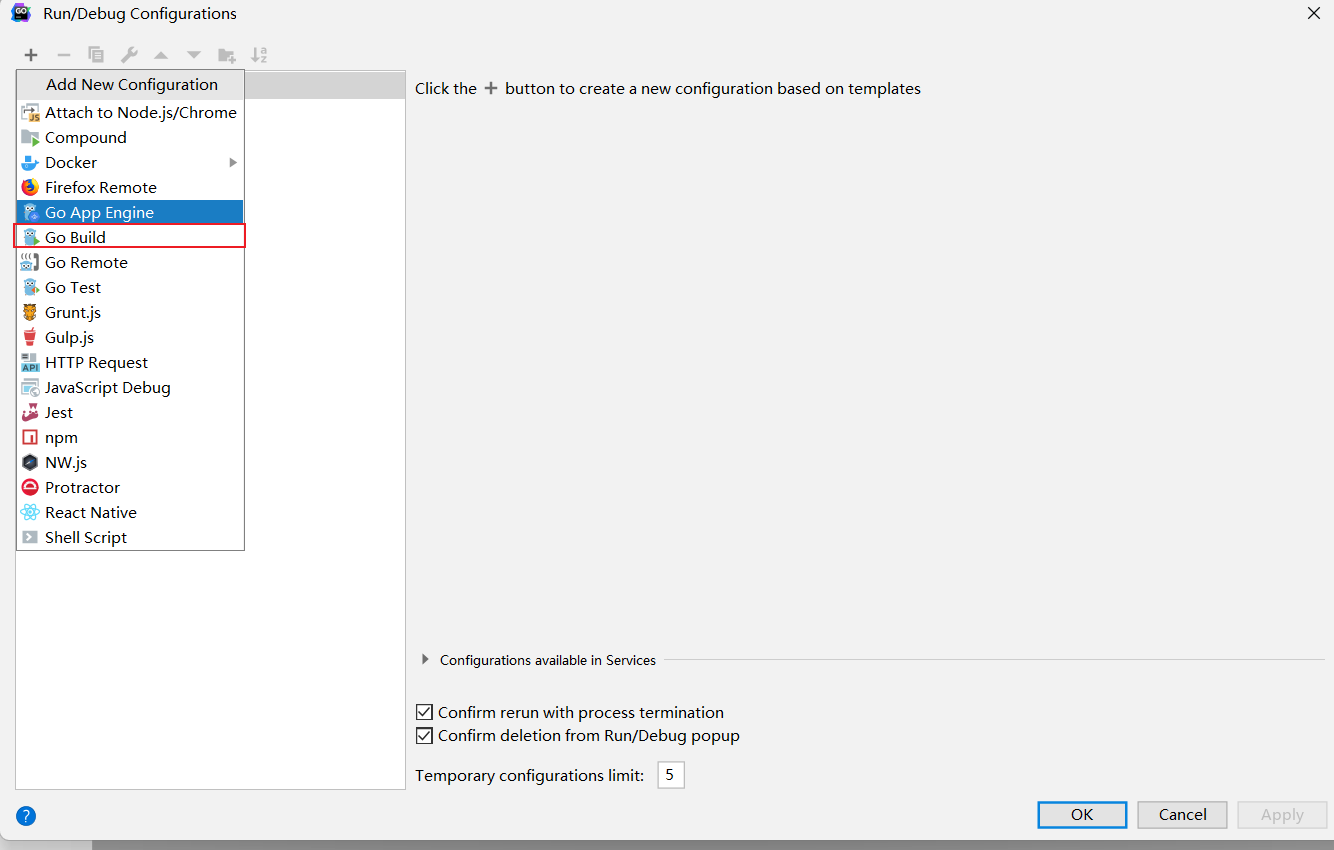 Run/Debug Configurations
Add New Configuration
Click the + button to create a new configuration based on templates
Attach to Node.js/Chrome
Compound
Docker
Firefox Remote
Go App Engine
Go Build
Go Remote
Go Test
Grunt.js
Gulp.js
HTTP Request
JavaScript Debug
Jest
npm
NW.js
Protractor
React Native
Shell Script
Configurations available in Services
Confirm rerun with process termination
Confirm deletion from Run/Debug popup
Temporary configurations limit: 5
? OK Cancel Apply